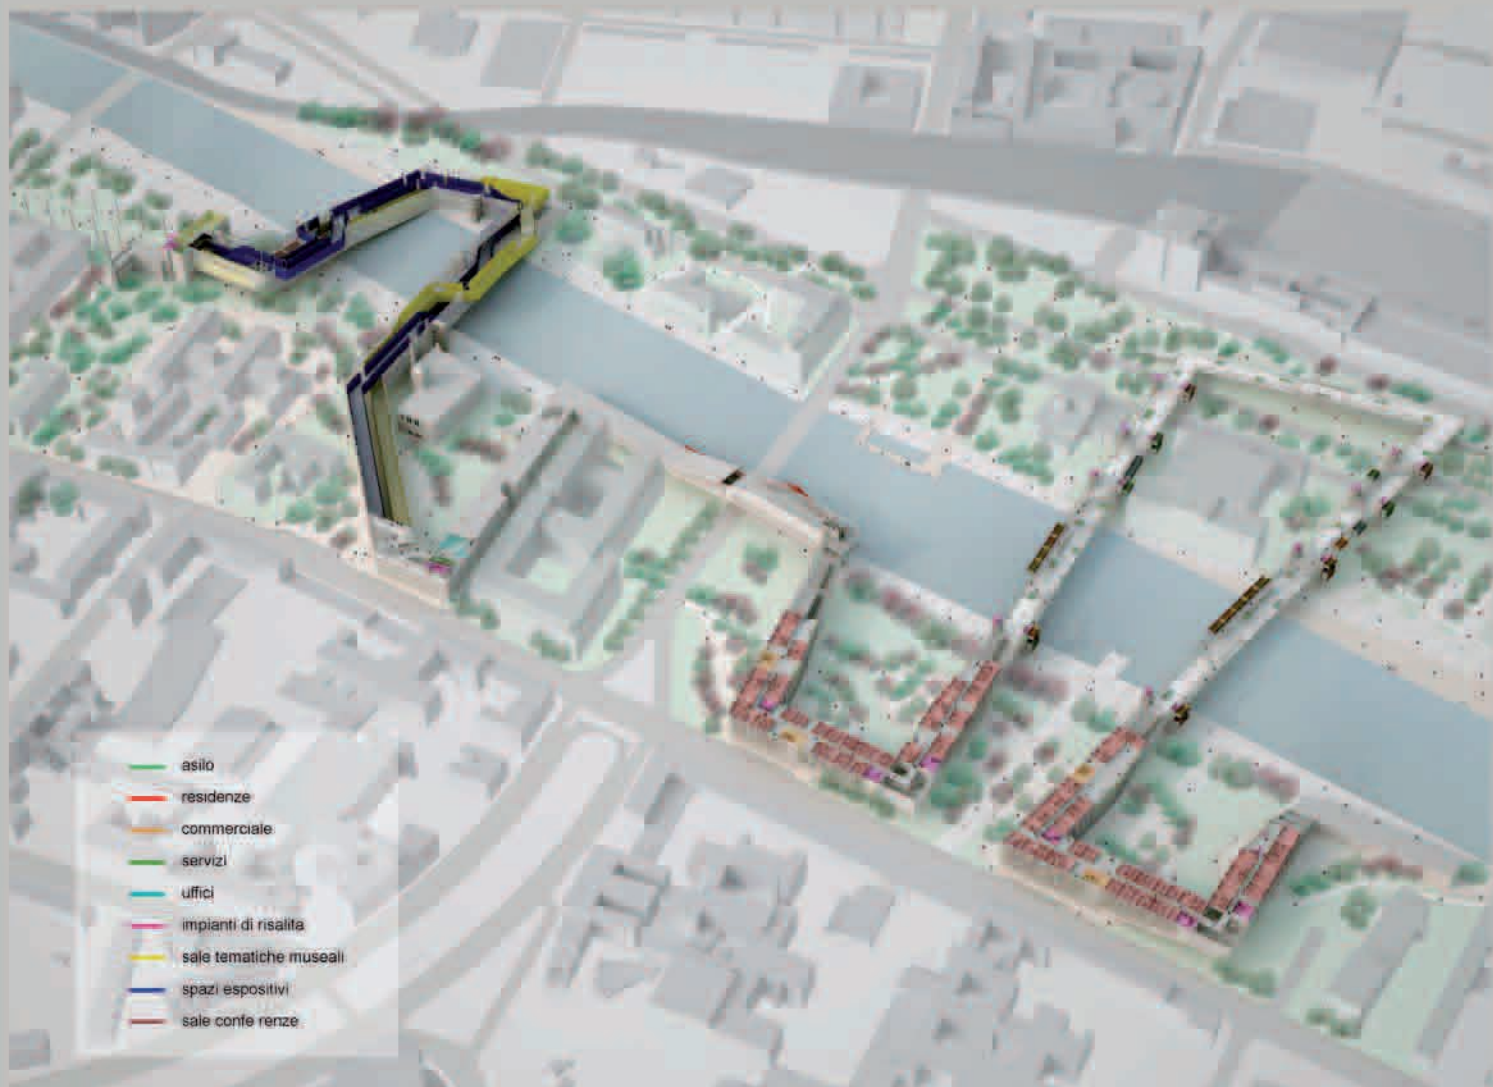 asilo
residenze
commerciale
servizi
uffici
impianti di risalita
sale tematiche museali
spazi espositivi
sale confe renze